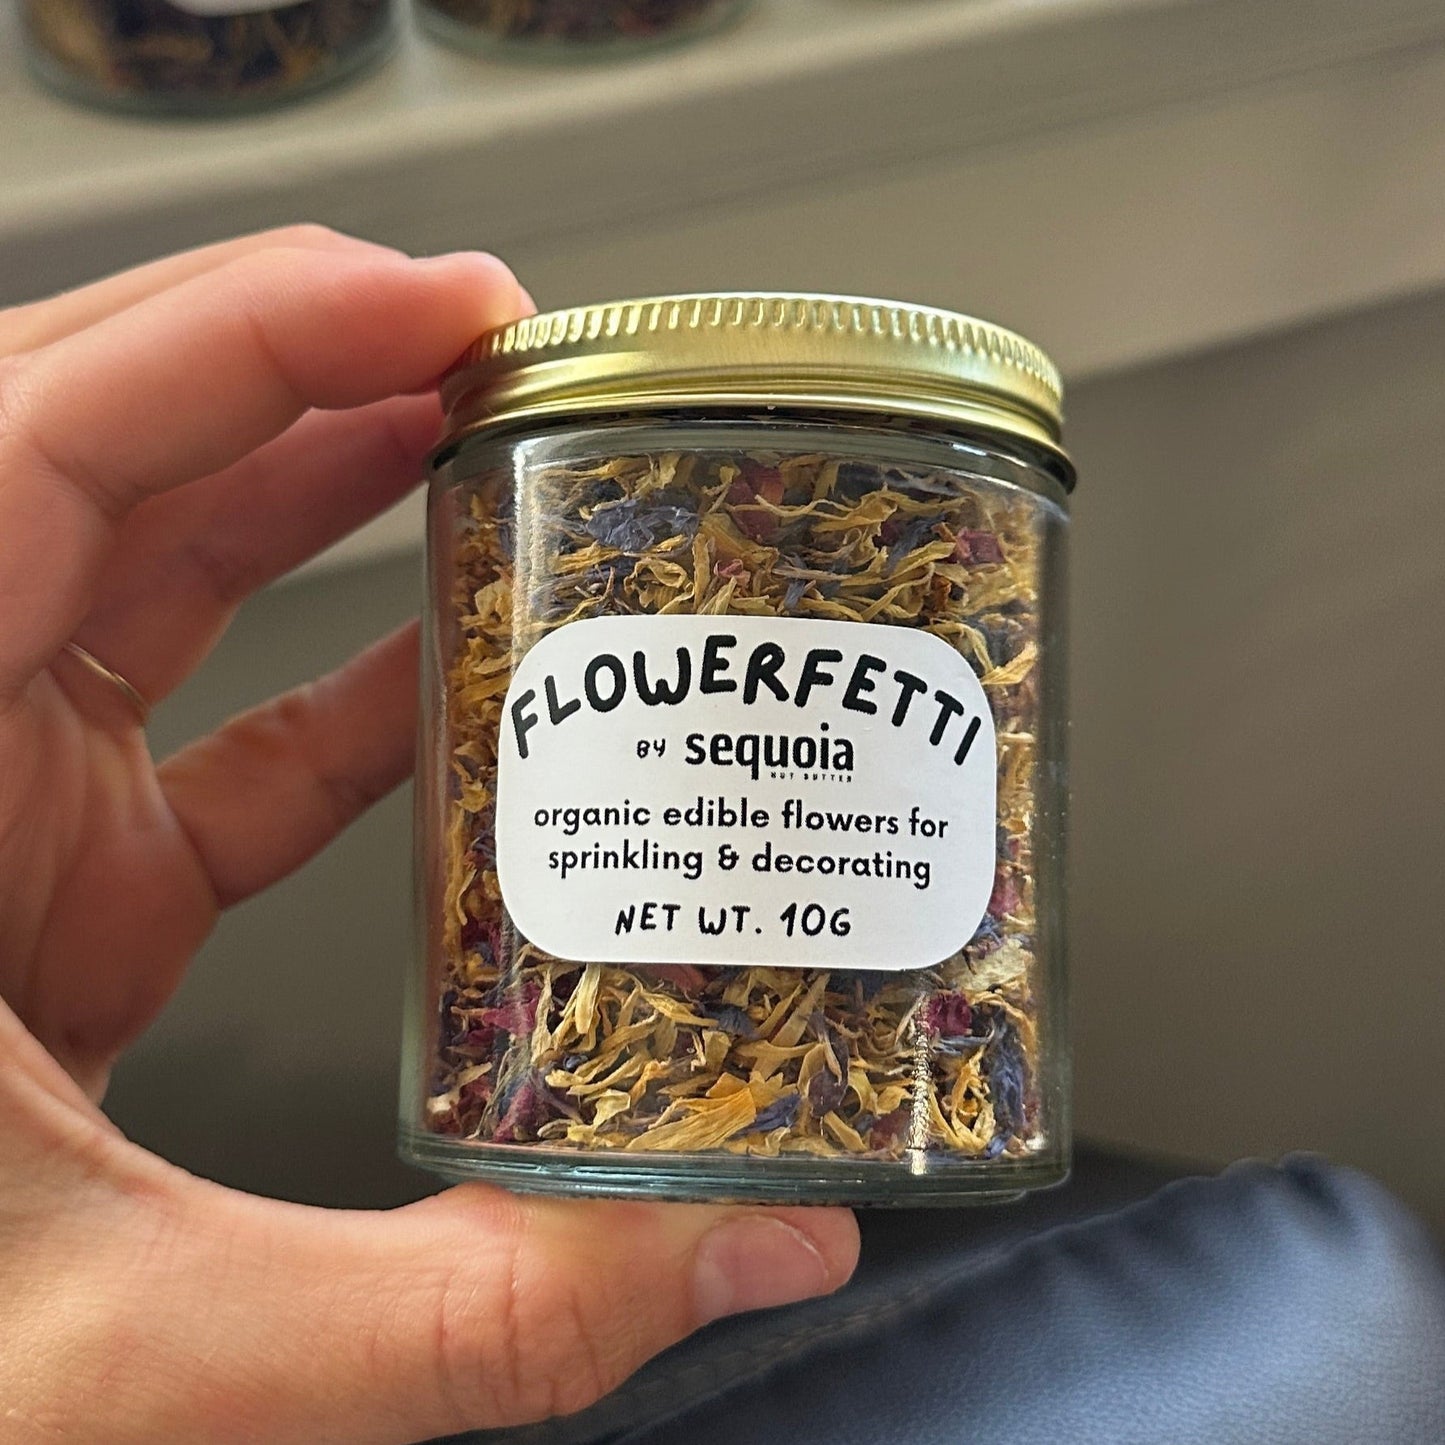 FLOWERFETTI
BY sequoia
NUT BUTTER
organic edible flowers for
sprinkling & decorating
NET WT. 10G